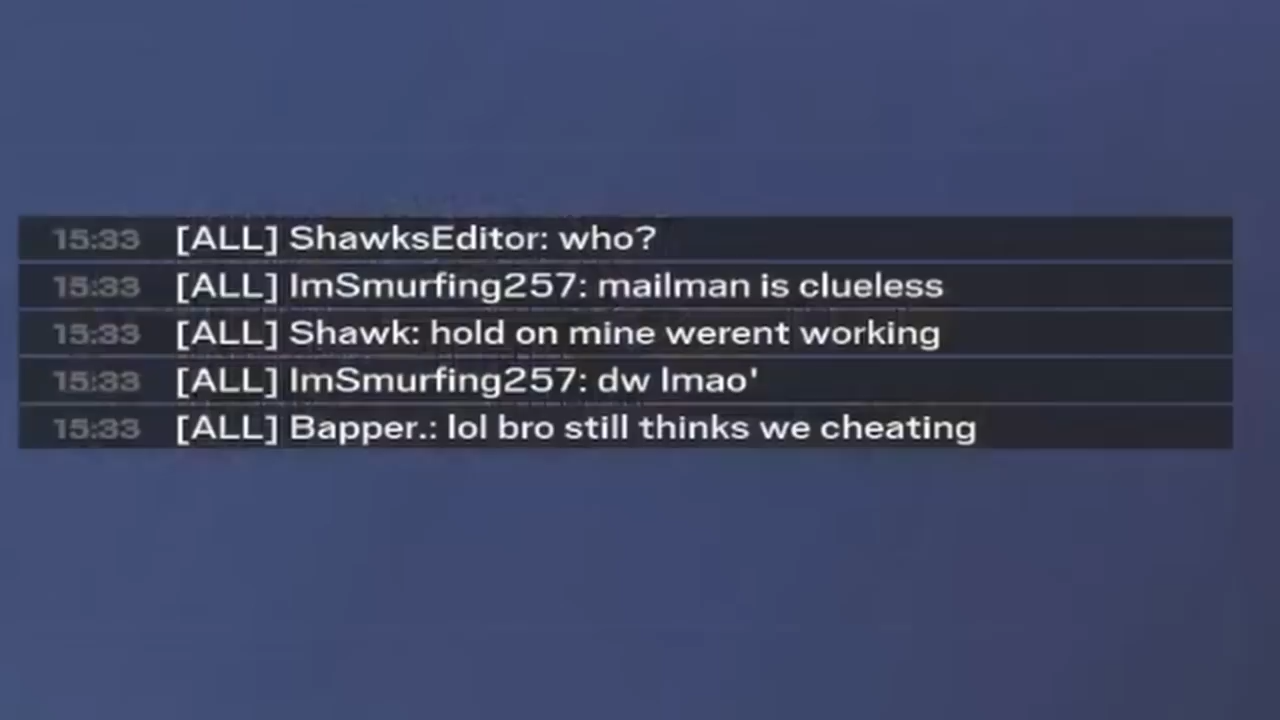 15:33 [ALL] ShawksEditor: who?
15:33 [ALL] ImSmurfing257: mailman is clueless
15:33 [ALL] Shawk: hold on mine werent working
15:33 [ALL] ImSmurfing257: dw lmao'
15:33 [ALL] Bapper.: lol bro still thinks we cheating